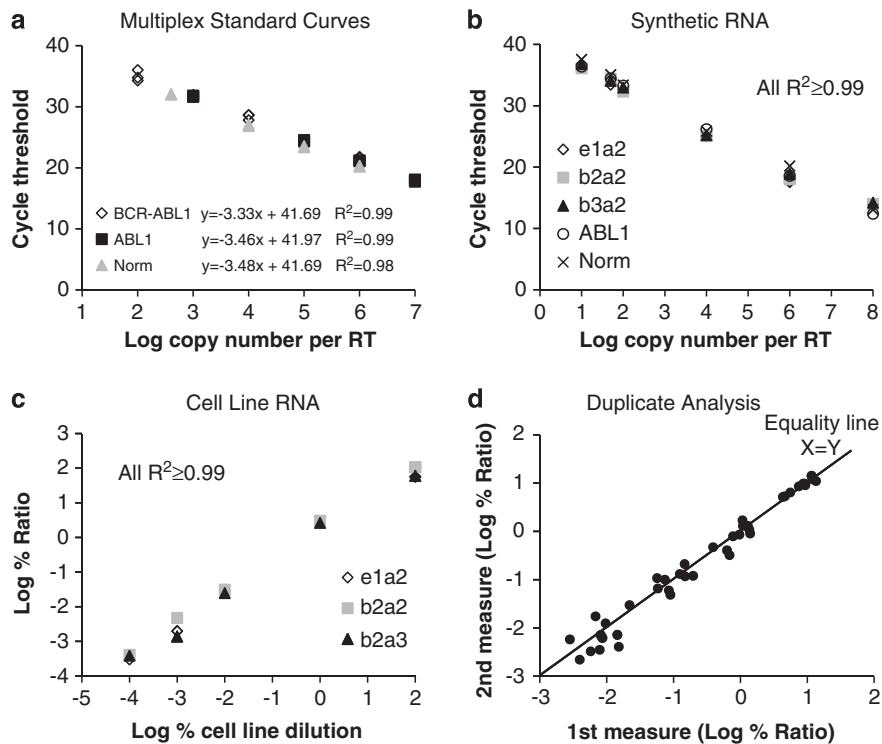 a
Multiplex Standard Curves
Cycle threshold
40
30
20
10
0
BCR-ABL1 y=-3.33x + 41.69 R²=0.99
ABL1 y=-3.46x + 41.97 R²=0.99
Norm y=-3.48x + 41.69 R²=0.98
1 2 3 4 5 6 7
Log copy number per RT
b
Synthetic RNA
Cycle threshold
40
30
20
10
0
All R²≥0.99
e1a2
b2a2
b3a2
ABL1
Norm
0 1 2 3 4 5 6 7 8
Log copy number per RT
c
Cell Line RNA
Log % Ratio
3
2
1
0
-1
-2
-3
-4
All R²≥0.99
e1a2
b2a2
b2a3
-5 -4 -3 -2 -1 0 1 2
Log % cell line dilution
d
Duplicate Analysis
Equality line
X=Y
2nd measure (Log % Ratio)
2
1
0
-1
-2
-3
-3 -2 -1 0 1 2
1st measure (Log % Ratio)